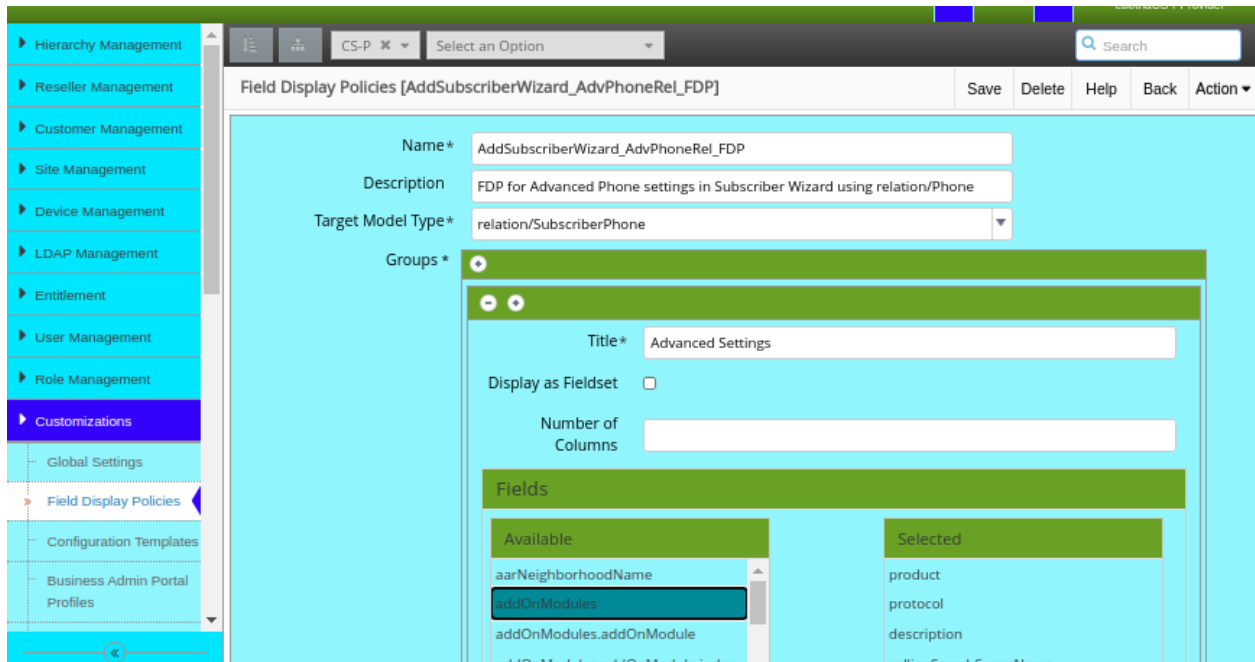 Hierarchy Management
Reseller Management
Customer Management
Site Management
Device Management
LDAP Management
Entitlement
User Management
Role Management
Customizations
Global Settings
Field Display Policies
Configuration Templates
Business Admin Portal
Profiles
CS-P
Select an Option
Search
Field Display Policies [AddSubscriberWizard_AdvPhoneRel_FDP]
Save Delete Help Back Action
Name* AddSubscriberWizard_AdvPhoneRel_FDP
Description FDP for Advanced Phone settings in Subscriber Wizard using relation/Phone
Target Model Type* relation/SubscriberPhone
Groups *
Title* Advanced Settings
Display as Fieldset
Number of
Columns
Fields
Available
aarNeighborhoodName
addOnModules
addOnModules.addOnModule
Selected
product
protocol
description